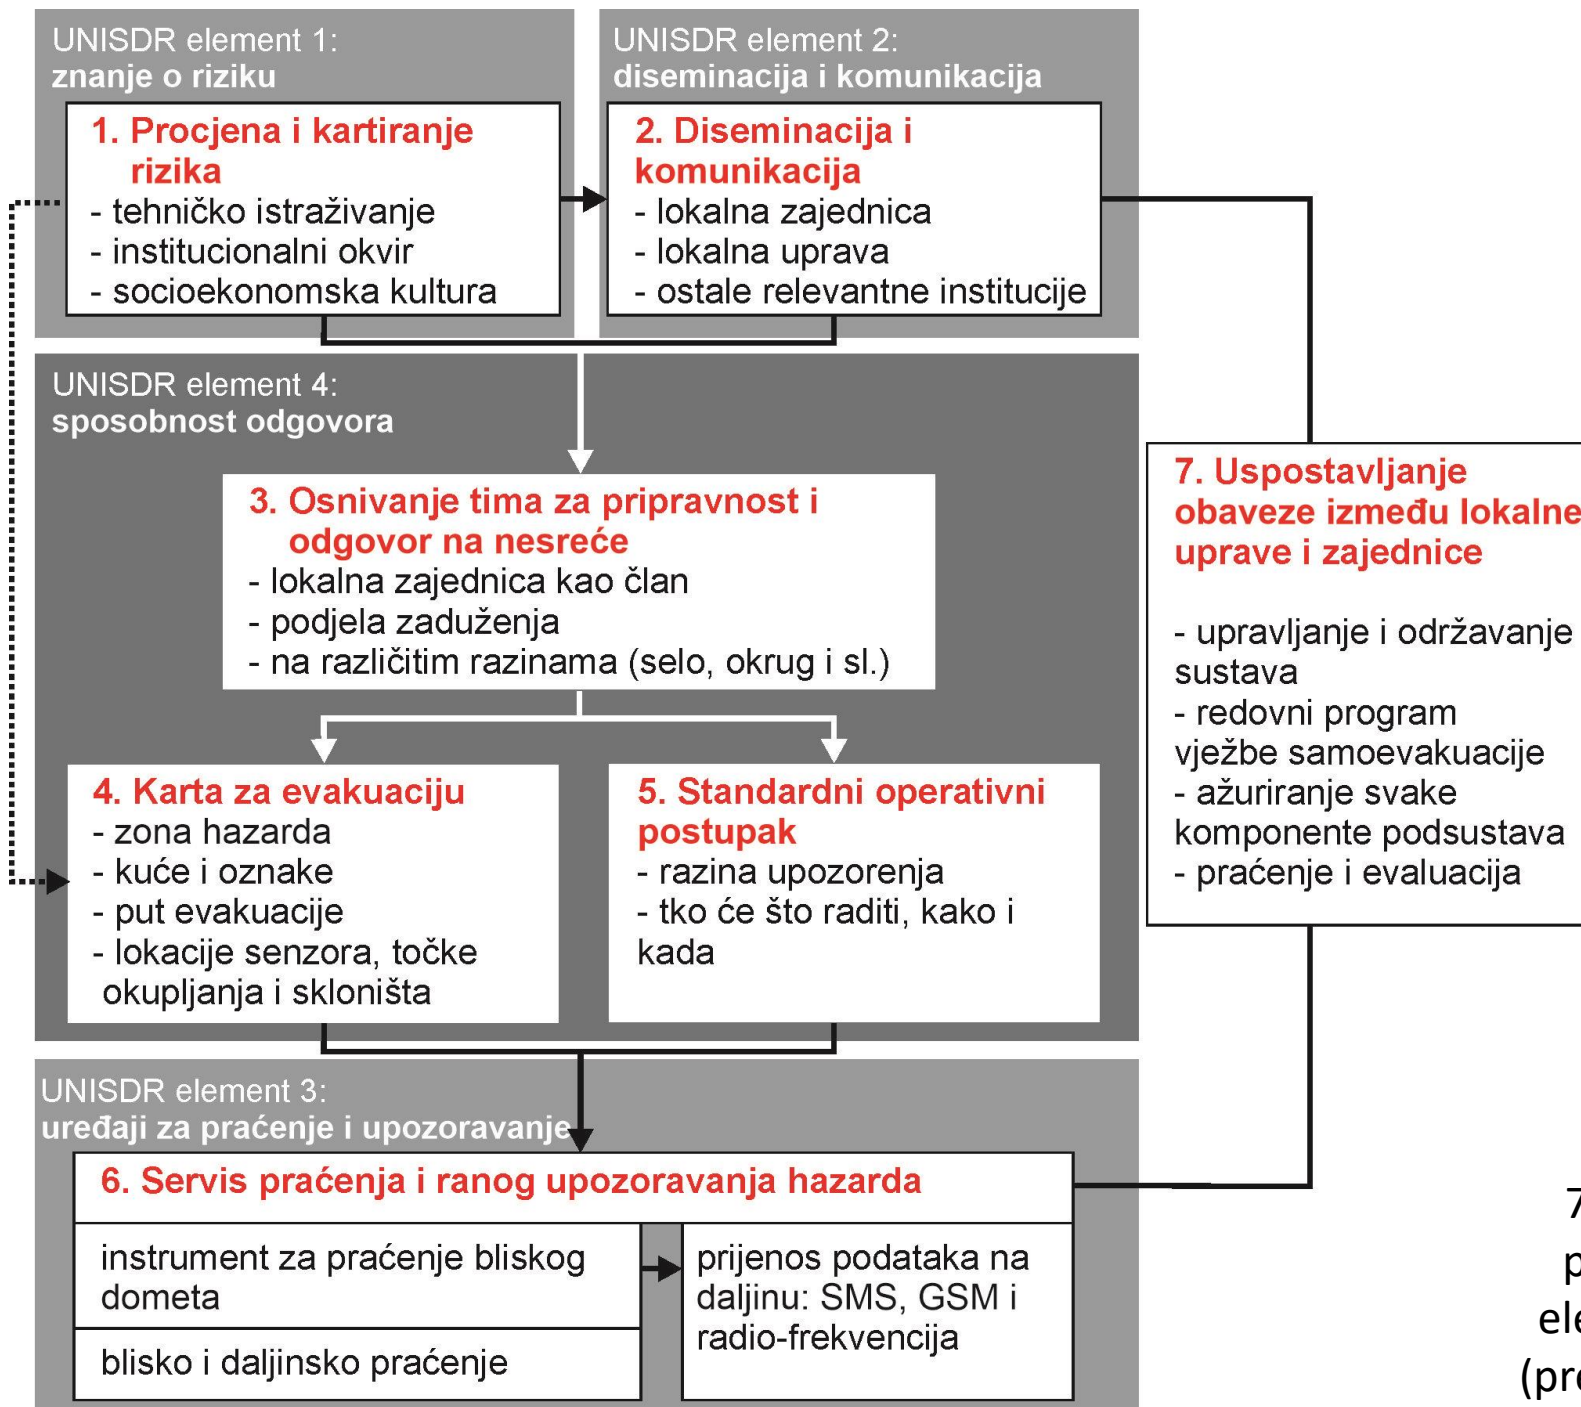 UNISDR element 1:
znanje o riziku
1. Procjena i kartiranje
rizika
- tehničko istraživanje
- institucionalni okvir
- socioekonomska kultura
UNISDR element 2:
diseminacija i komunikacija
2. Diseminacija i
komunikacija
- lokalna zajednica
- lokalna uprava
- ostale relevantne institucije
UNISDR element 4:
sposobnost odgovora
3. Osnivanje tima za pripravnost i
odgovor na nesreće
- lokalna zajednica kao član
- podjela zaduženja
- na različitim razinama (selo, okrug i sl.)
4. Karta za evakuaciju
- zona hazarda
- kuće i oznake
- put evakuacije
- lokacije senzora, točke
okupljanja i skloništa
5. Standardni operativni
postupak
- razina upozorenja
- tko će što raditi, kako i
kada
7. Uspostavljanje
obaveze između lokalne
uprave i zajednice
- upravljanje i održavanje
sustava
- redovni program
vježbe samoevakuacije
- ažuriranje svake
komponente podsustava
- praćenje i evaluacija
UNISDR element 3:
uređaji za praćenje i upozoravanje
6. Servis praćenja i ranog upozoravanja hazarda
instrument za praćenje bliskog
dometa
blisko i daljinsko praćenje
prijenos podataka na
daljinu: SMS, GSM i
radio-frekvencija
7